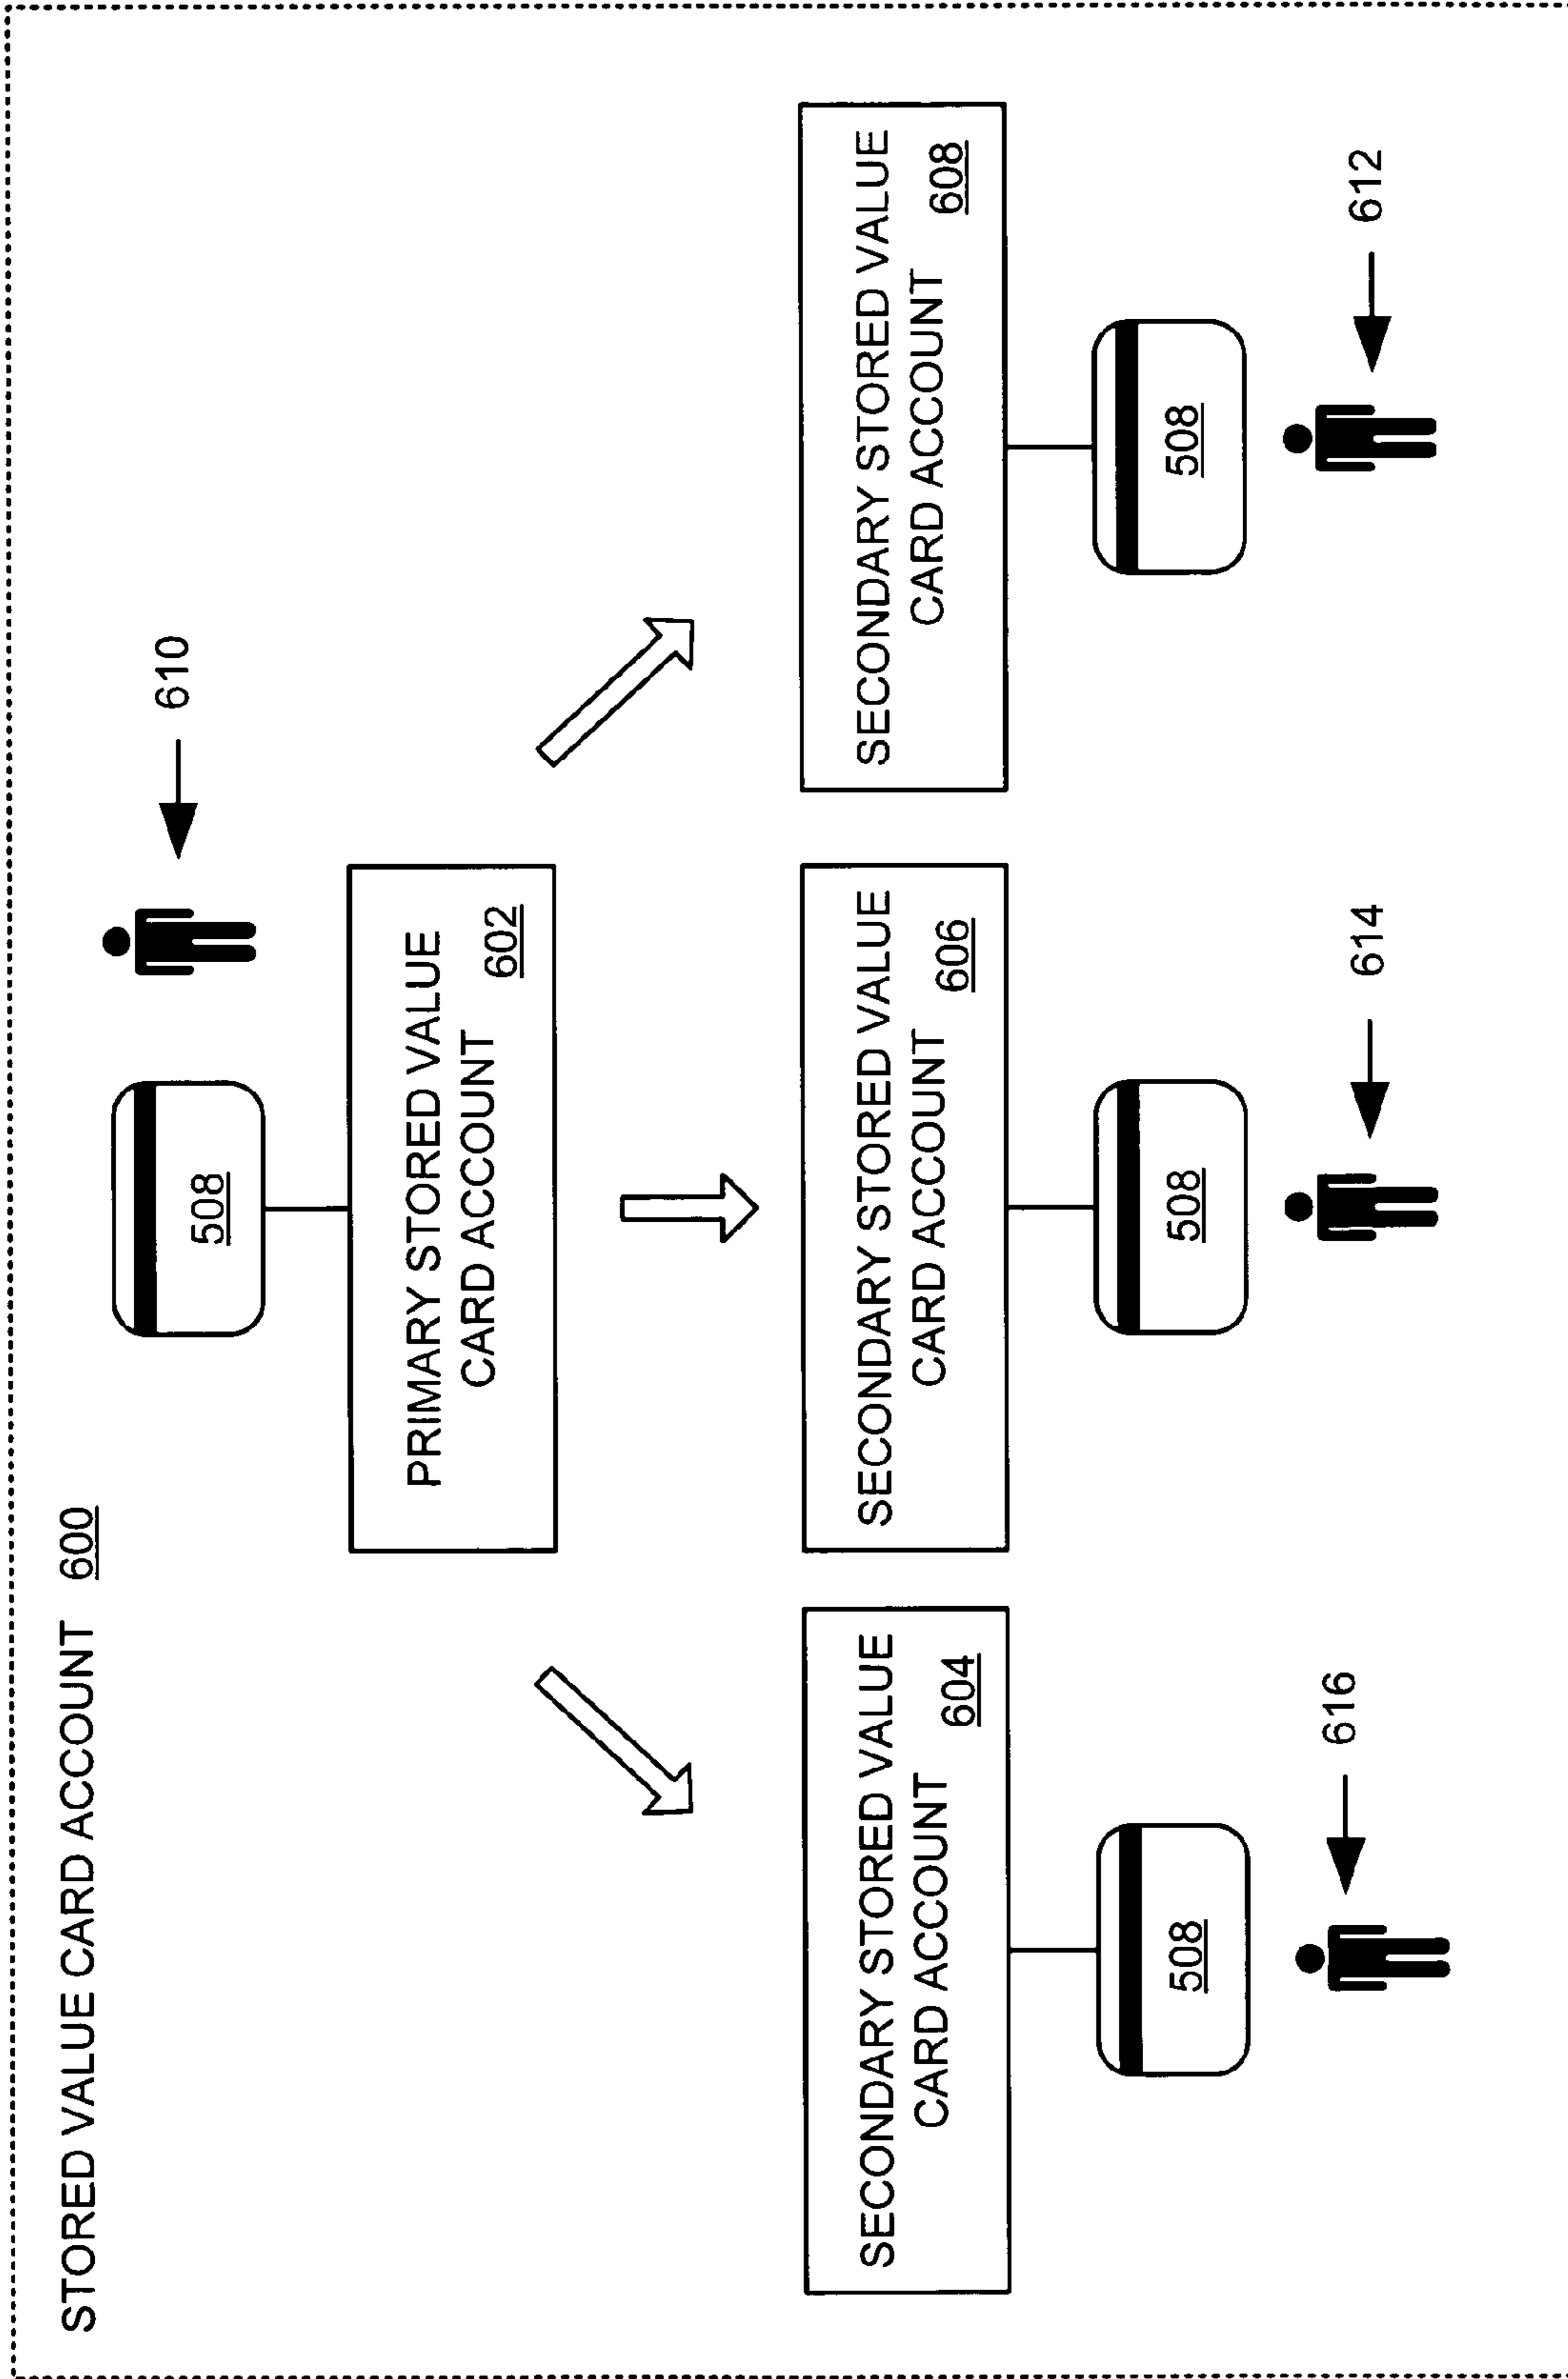 STORED VALUE CARD ACCOUNT 600
508
610
PRIMARY STORED VALUE
CARD ACCOUNT
602
SECONDARY STORED VALUE
CARD ACCOUNT
604
SECONDARY STORED VALUE
CARD ACCOUNT
606
SECONDARY STORED VALUE
CARD ACCOUNT
608
508
508
508
616
614
612